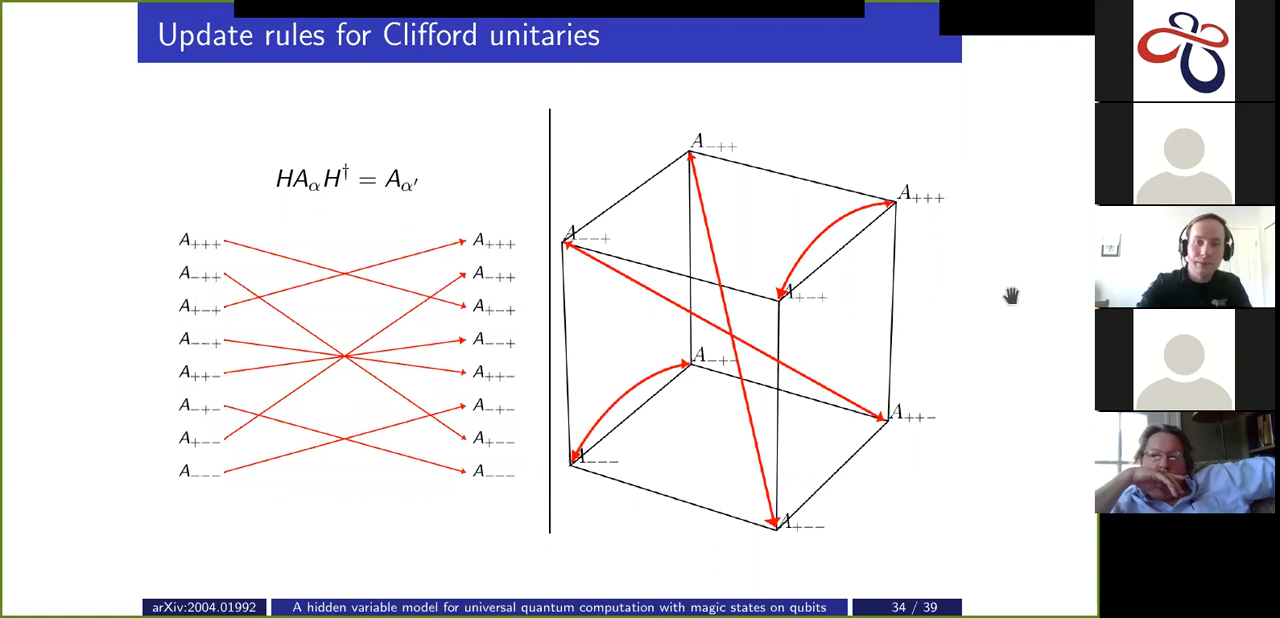 Update rules for Clifford unitaries
HA_α H^† = A_α′
A_{+++} A_{+++}
A_{-++} A_{-++}
A_{+-+} A_{+-+}
A_{--+} A_{--+}
A_{++-} A_{++-}
A_{-+-} A_{-+-}
A_{+--} A_{+--}
A_{---} A_{---}
A_{-++}
A_{+++}
A_{--+}
A_{+-+}
A_{-+-}
A_{++-}
A_{---}
A_{+--}
arXiv:2004.01992 A hidden variable model for universal quantum computation with magic states on qubits 34 / 39